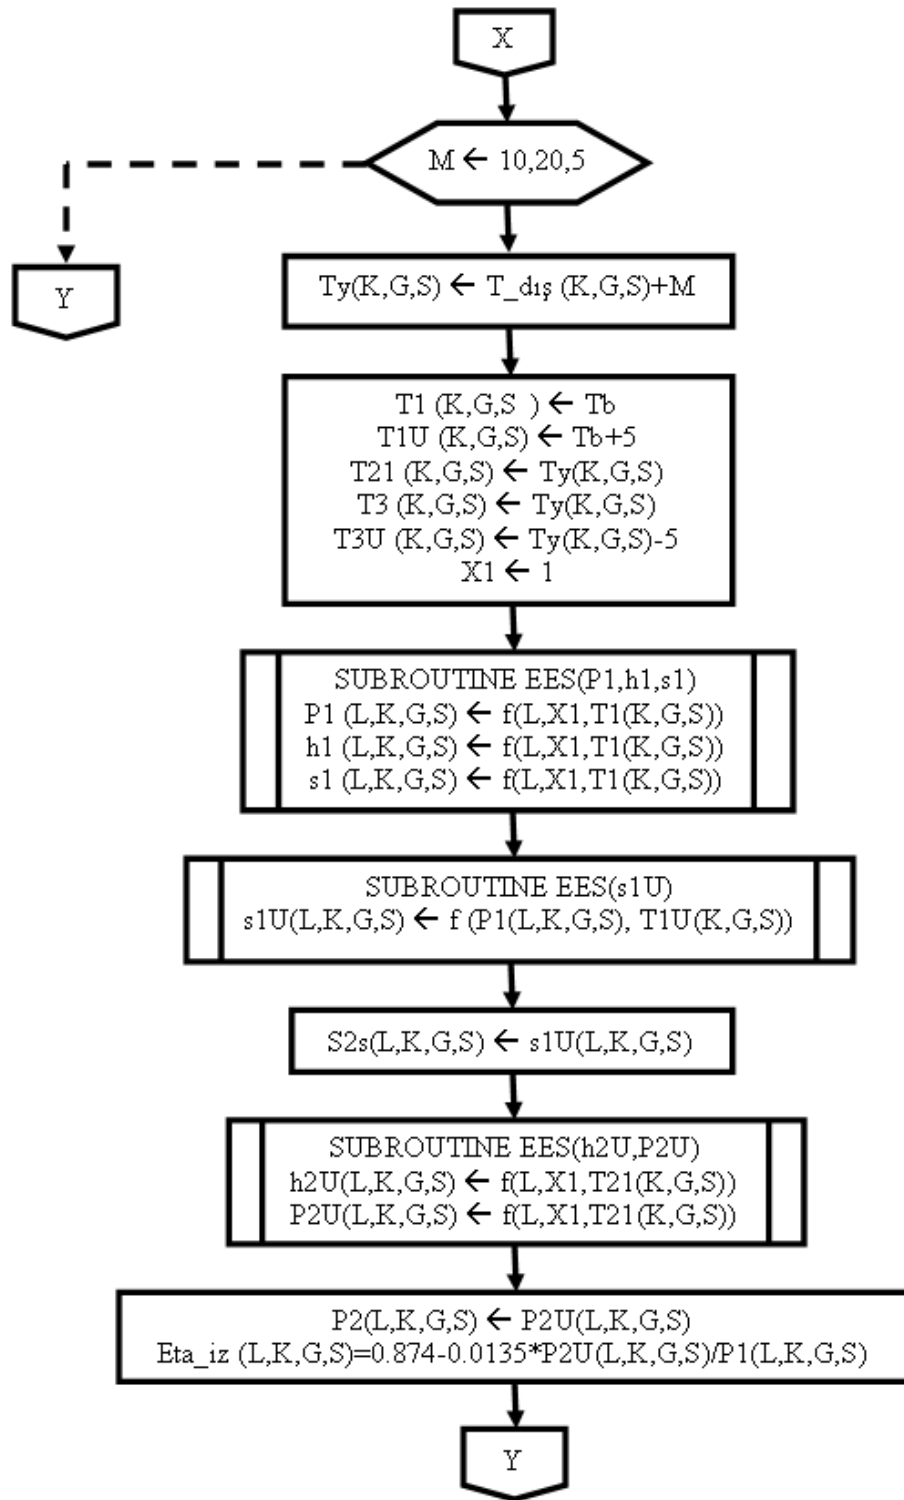 X
M ← 10,20,5
Y
Ty(K,G,S) ← T_dış (K,G,S)+M
T1 (K,G,S ) ← Tb
T1U (K,G,S) ← Tb+5
T21 (K,G,S) ← Ty(K,G,S)
T3 (K,G,S) ← Ty(K,G,S)
T3U (K,G,S) ← Ty(K,G,S)-5
X1 ← 1
SUBROUTINE EES(P1,h1,s1)
P1 (L,K,G,S) ← f(L,X1,T1(K,G,S))
h1 (L,K,G,S) ← f(L,X1,T1(K,G,S))
s1 (L,K,G,S) ← f(L,X1,T1(K,G,S))
SUBROUTINE EES(s1U)
s1U(L,K,G,S) ← f (P1(L,K,G,S), T1U(K,G,S))
S2s(L,K,G,S) ← s1U(L,K,G,S)
SUBROUTINE EES(h2U,P2U)
h2U(L,K,G,S) ← f(L,X1,T21(K,G,S))
P2U(L,K,G,S) ← f(L,X1,T21(K,G,S))
P2(L,K,G,S) ← P2U(L,K,G,S)
Eta_iz (L,K,G,S)=0.874-0.0135*P2U(L,K,G,S)/P1(L,K,G,S)
Y